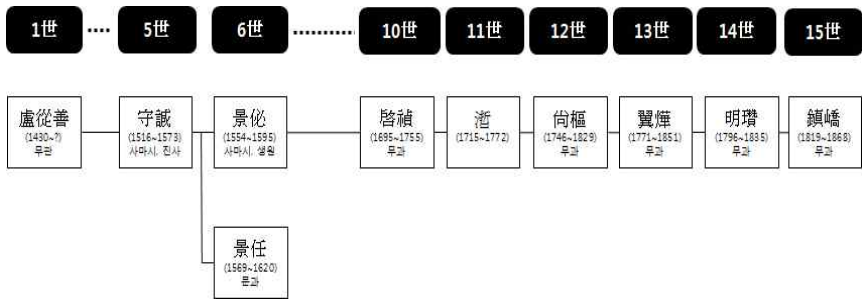 1世 5世 6世 10世 11世 12世 13世 14世 15世
盧從善
(1430~?)
무관
守諴
(1516~1573)
사마시, 진사
景佖
(1554~1595)
사마시, 생원
啓禎
(1695~1755)
무과
㵓
(1715~1772)
尙樞
(1746~1829)
무과
翼燁
(1771~1851)
무과
明瓚
(1796~1835)
무과
鎭嶠
(1819~1868)
무과
景任
(1569~1620)
문과